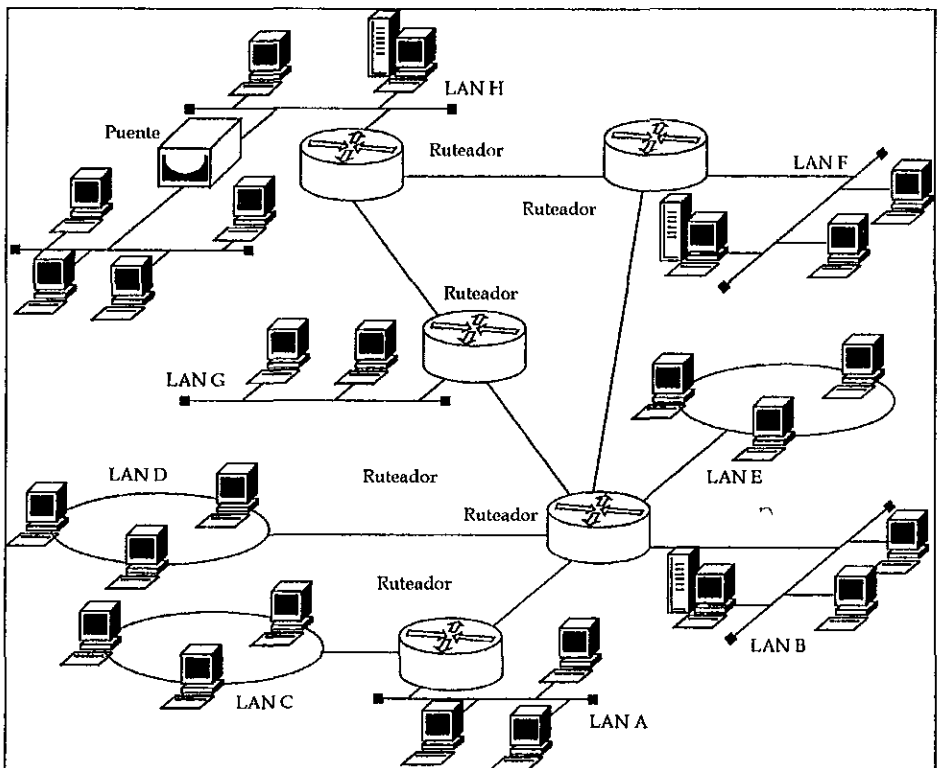 LAN H
Puente
Ruteador
LAN F
Ruteador
Ruteador
LAN G
LAN D
Ruteador
LAN E
Ruteador
Ruteador
LAN B
LAN C
LAN A